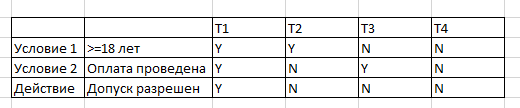 T1 T2 T3 T4
Условие 1 >=18 лет Y Y N N
Условие 2 Оплата проведена Y N Y N
Действие Допуск разрешен Y N N N